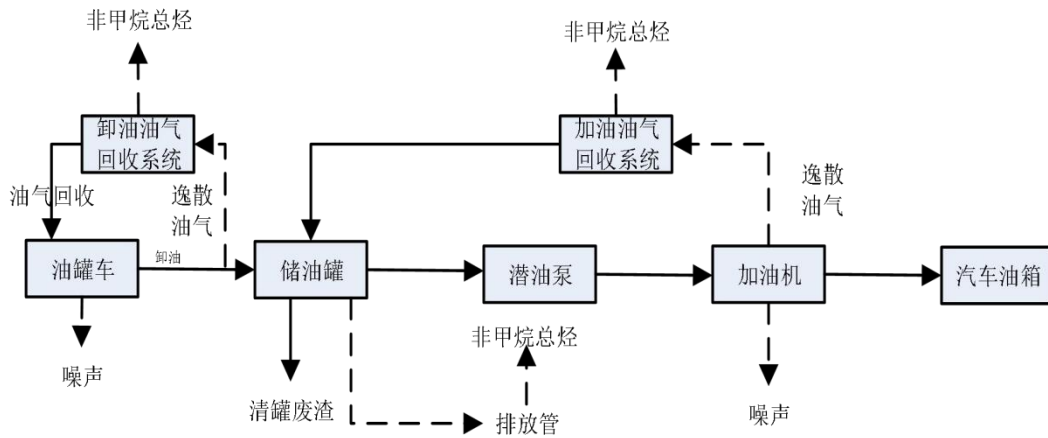 非甲烷总烃
非甲烷总烃
卸油油气
回收系统
加油油气
回收系统
油气回收
逸散
油气
逸散
油气
油罐车
卸油
储油罐
潜油泵
加油机
汽车油箱
非甲烷总烃
噪声
清罐废渣
排放管
噪声